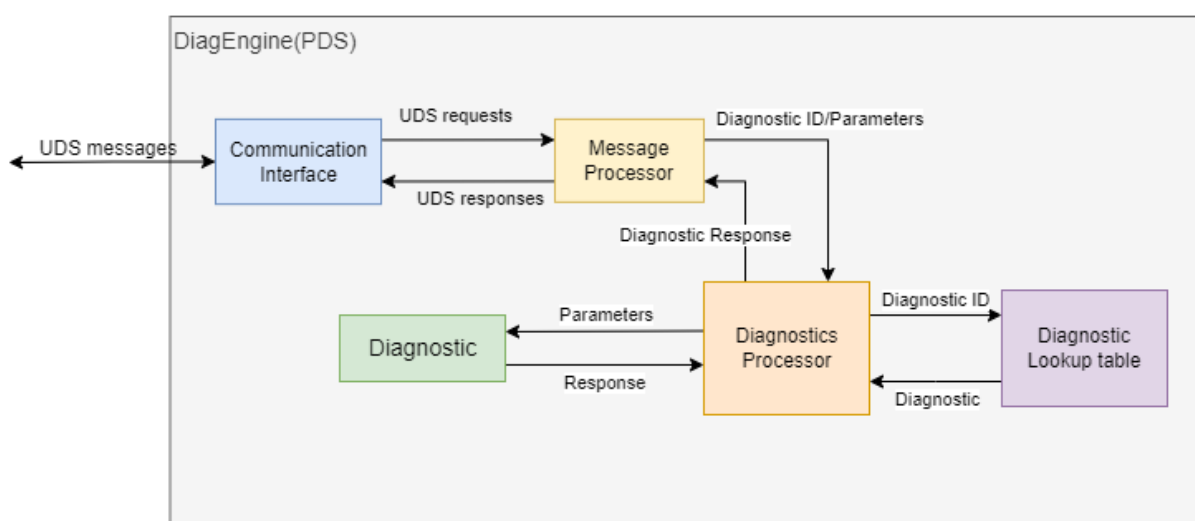 DiagEngine(PDS)
UDS messages
Communication
Interface
UDS requests
UDS responses
Message
Processor
Diagnostic ID/Parameters
Diagnostic Response
Diagnostic
Parameters
Response
Diagnostics
Processor
Diagnostic ID
Diagnostic
Diagnostic
Lookup table